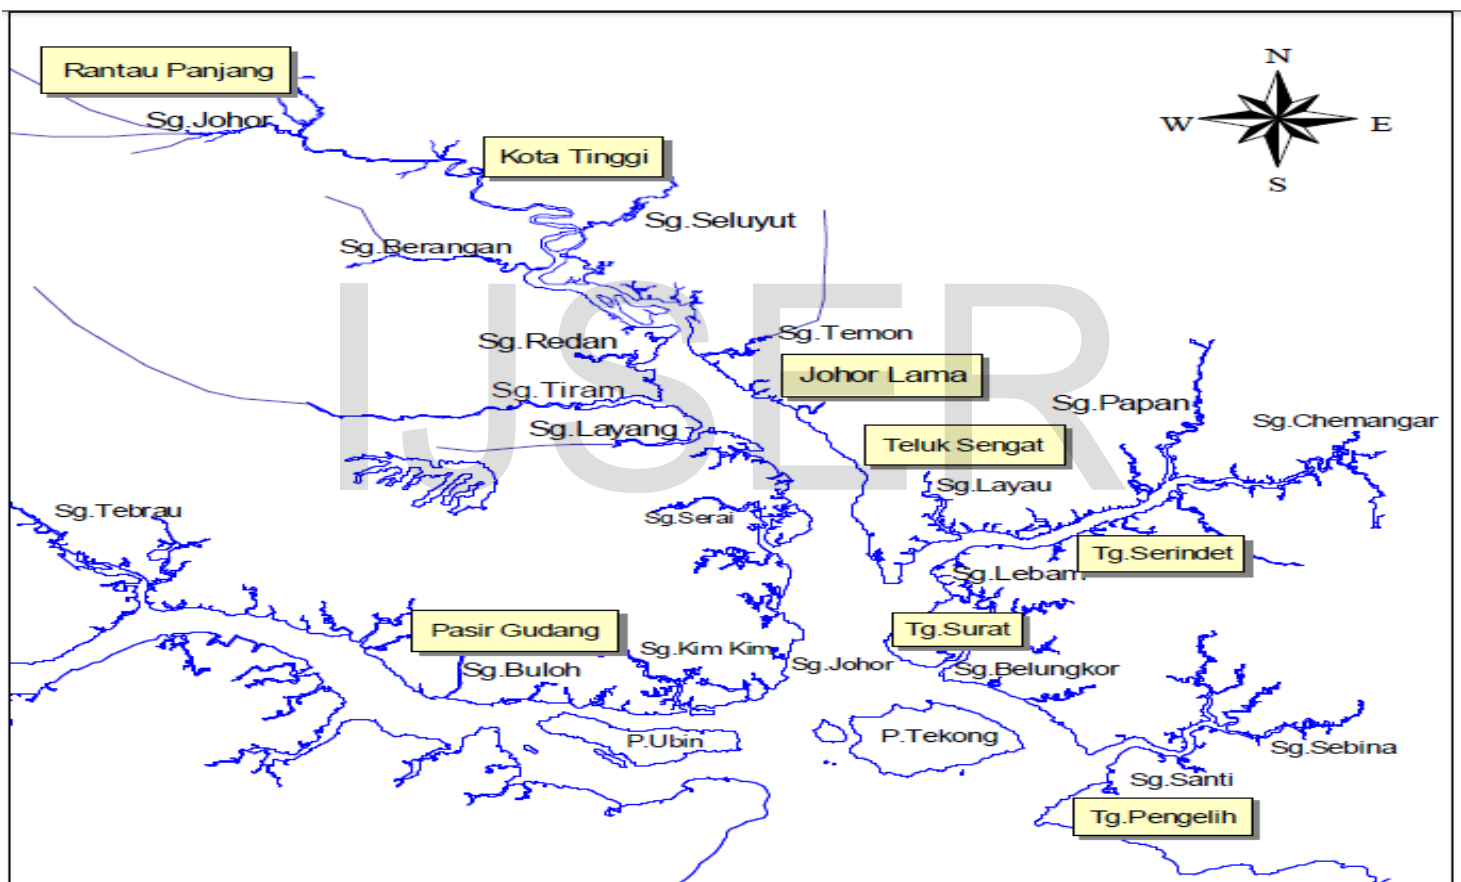 N
Rantau Panjang
Sg.Johor
W
E
Kota Tinggi
S
Sg.Seluyut
Sg.Berangan
IJSER
Sg.Temon
Sg.Redan
Johor Lama
Sg.Tiram
Sg.Papan
Sg.Chemangar
Sg.Layang
Teluk Sengat
Sg.Layau
Sg.Tebrau
Sg.Serai
Tg.Serindet
Sg.Lebam
Pasir Gudang
Tg.Surat
Sg.Kim Kim
Sg.Johor
Sg.Buloh
Sg.Belungkor
P.Ubin
P.Tekong
Sg.Sebina
Sg.Santi
Tg.Pengelih